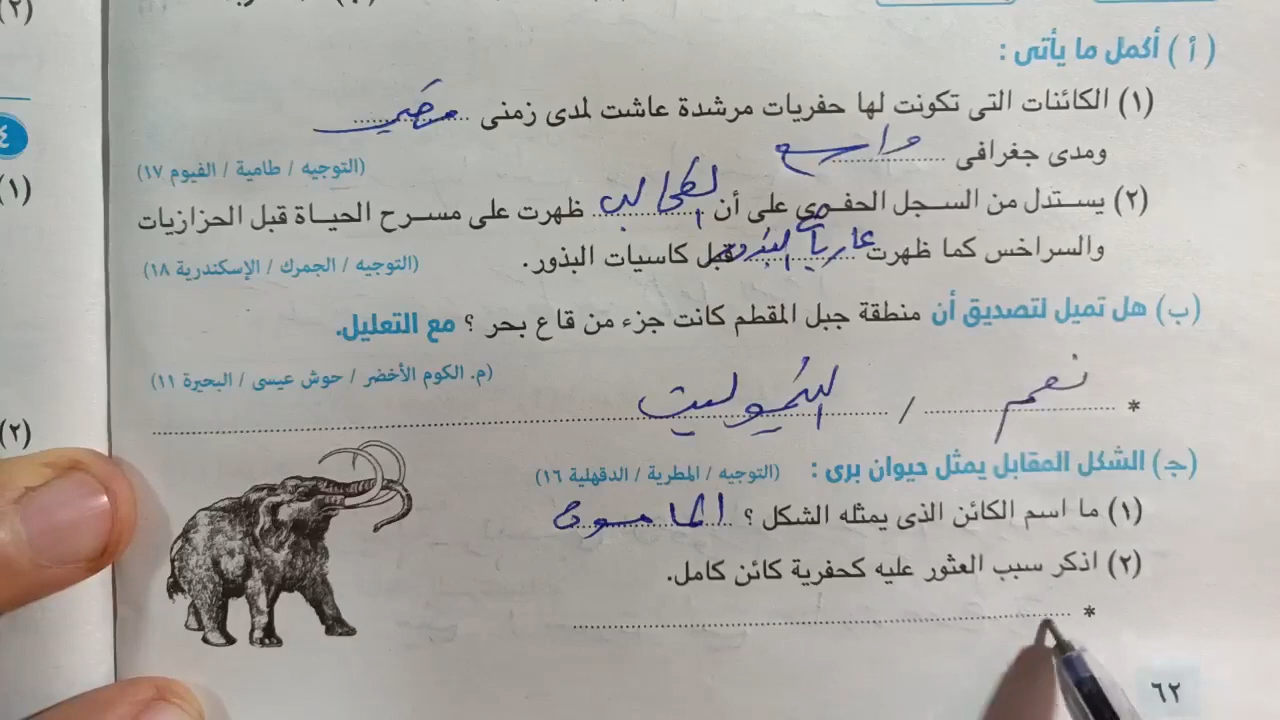 (أ) أكمل ما يأتى :
(١) الكائنات التى تكونت لها حفريات مرشدة عاشت لمدى زمنى قصير
ومدى جغرافى واسع
(التوجيه / طامية / الفيوم ١٧)
(٢) يستدل من السجل الحفرى على أن الطحالب ظهرت على مسرح الحياة قبل الحزازيات
والسراخس كما ظهرت عاريات البذور قبل كاسيات البذور.
(التوجيه / الجمرك / الإسكندرية ١٨)
(ب) هل تميل لتصديق أن منطقة جبل المقطم كانت جزء من قاع بحر ؟ مع التعليل.
(م. الكوم الأخضر / حوش عيسى / البحيرة ١١)
* نعم /
(جـ) الشكل المقابل يمثل حيوان برى :
(التوجيه / المطرية / الدقهلية ١٦)
(١) ما اسم الكائن الذى يمثله الشكل ؟ الماموث
(٢) اذكر سبب العثور عليه كحفرية كائن كامل.
*
٦٢
(٢)
٤
(١)
(٢)